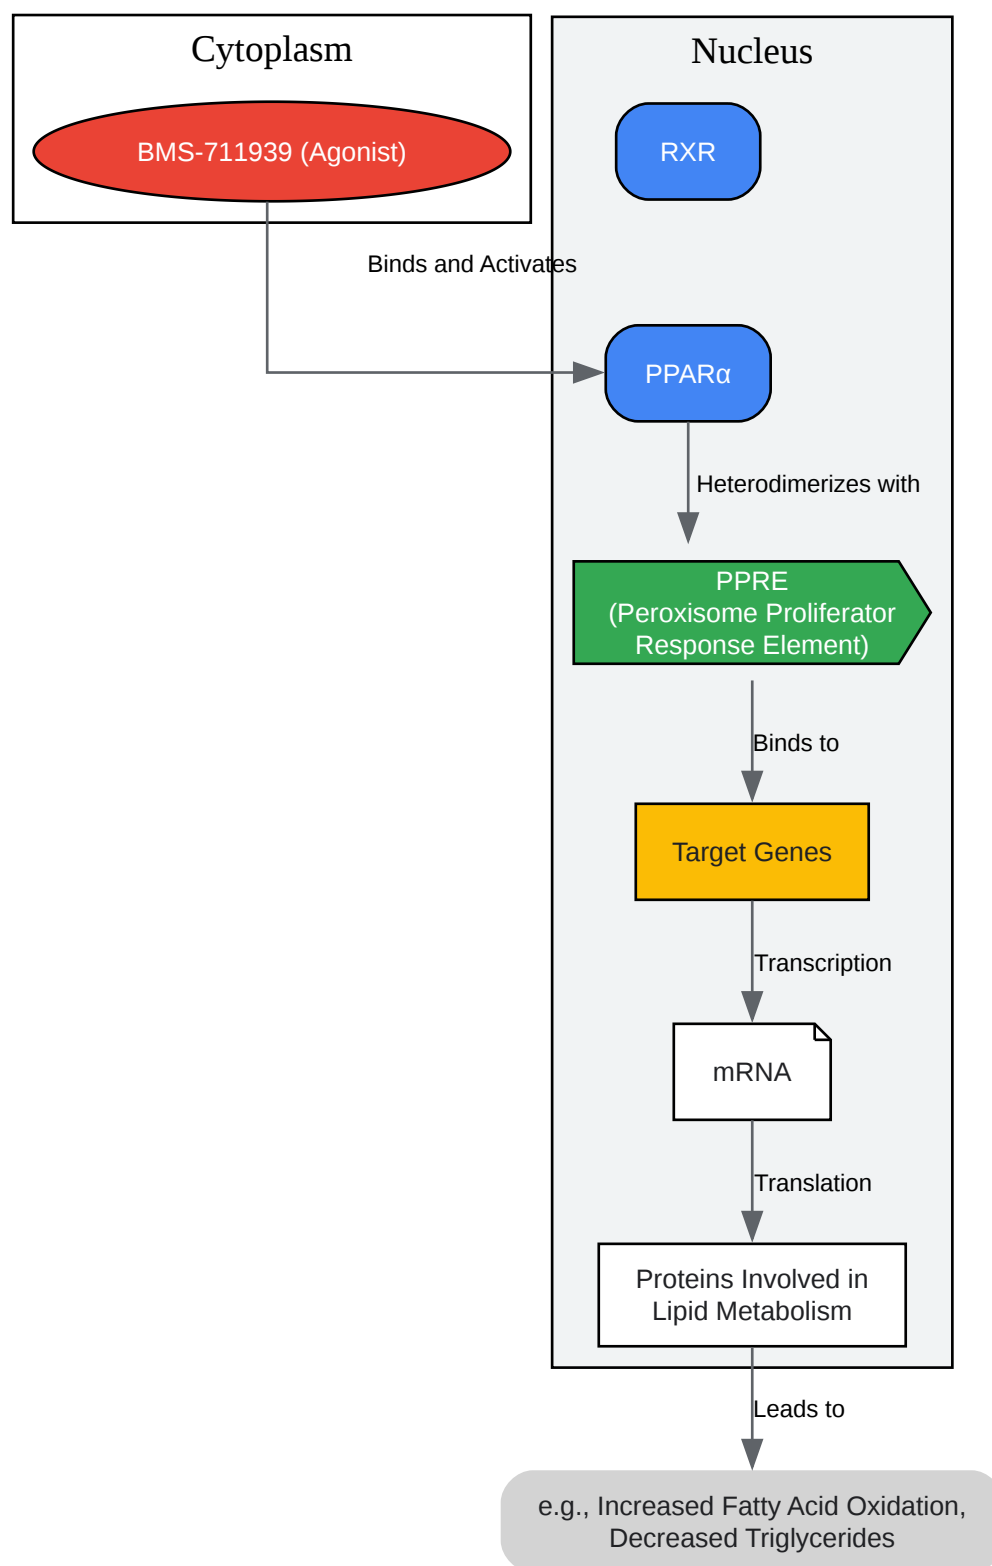 Cytoplasm
Nucleus
BMS-711939 (Agonist)
RXR
Binds and Activates
PPARα
Heterodimerizes with
PPRE
(Peroxisome Proliferator
Response Element)
Binds to
Target Genes
Transcription
mRNA
Translation
Proteins Involved in
Lipid Metabolism
Leads to
e.g., Increased Fatty Acid Oxidation,
Decreased Triglycerides